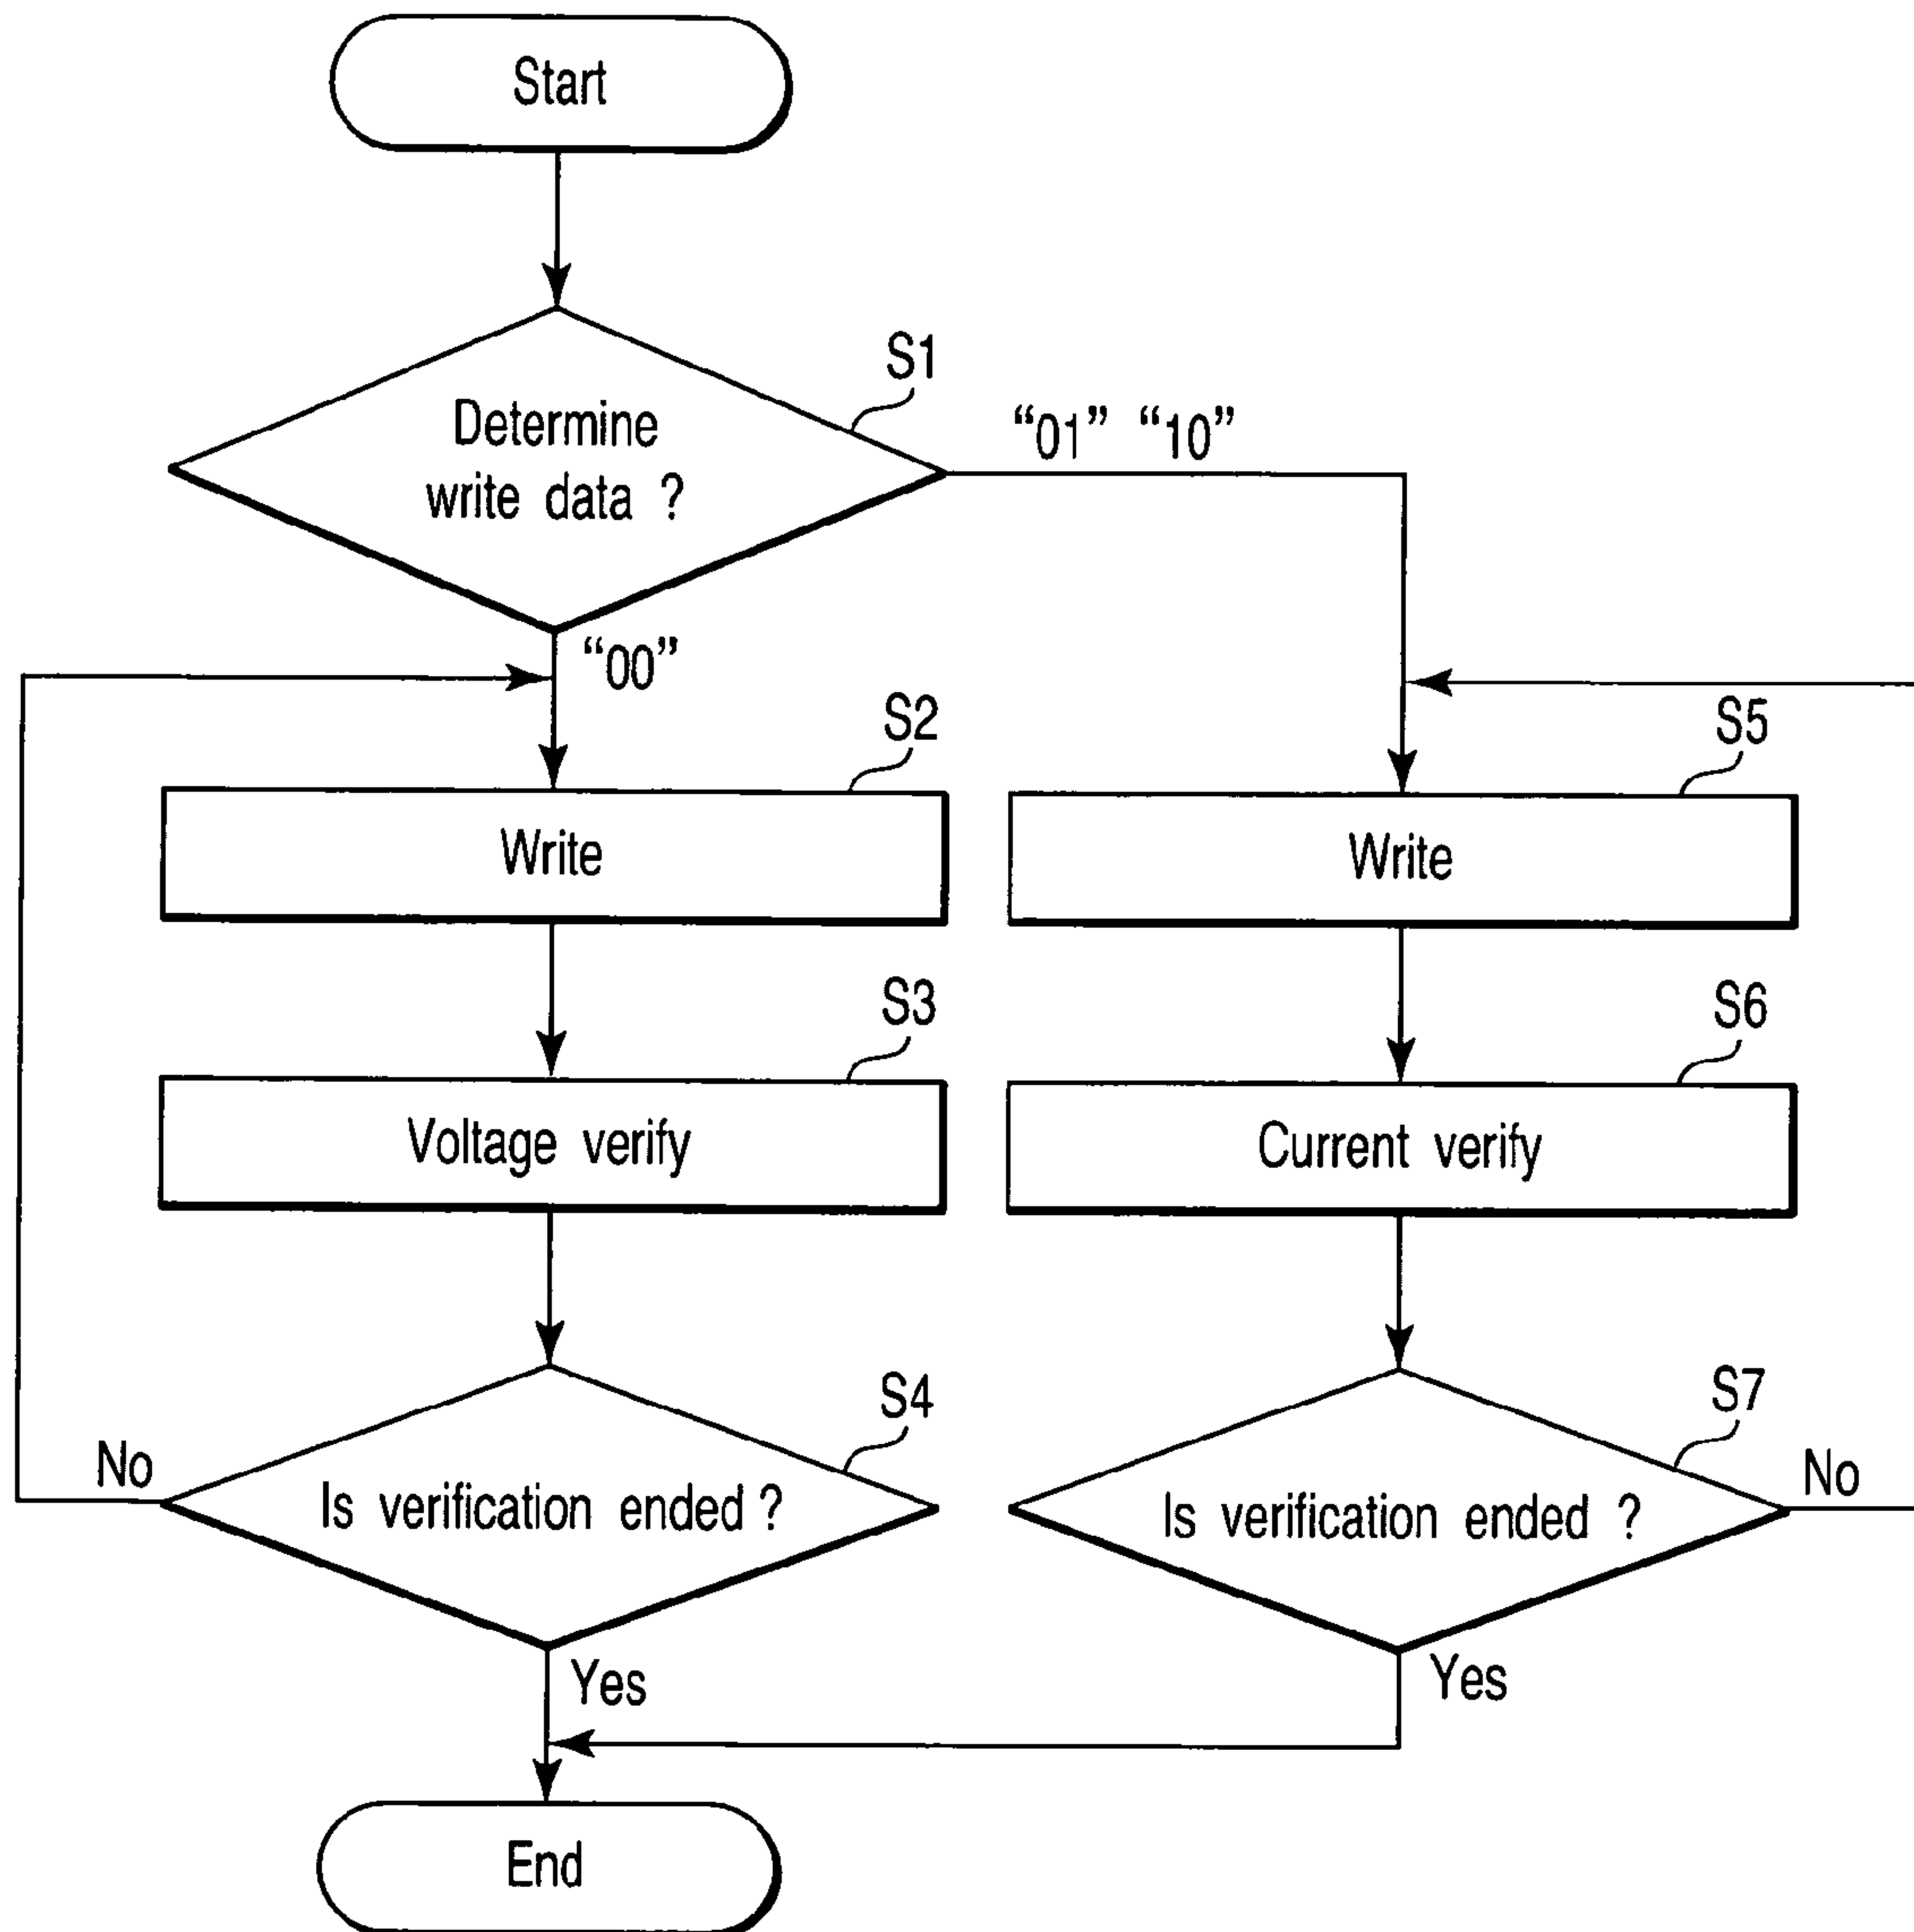 Start
S1
Determine
write data ?
“01” “10”
“00”
S2
S5
Write
Write
S3
S6
Voltage verify
Current verify
S4
S7
No
Is verification ended ?
Is verification ended ?
No
Yes
Yes
End